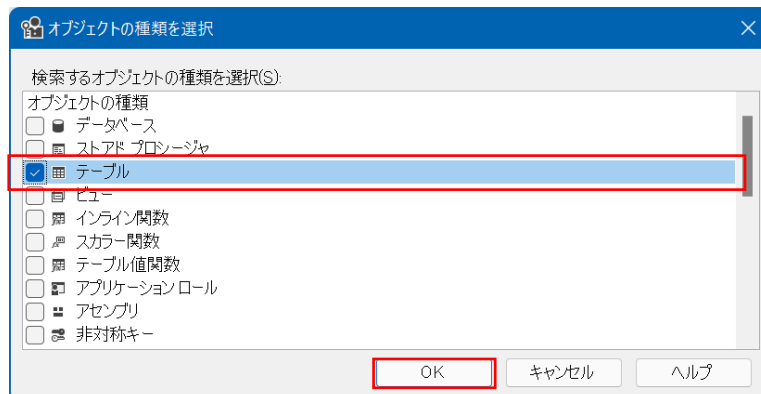 オブジェクトの種類を選択
検索するオブジェクトの種類を選択(S):
オブジェクトの種類
データベース
ストアド プロシージャ
テーブル
ビュー
インライン関数
スカラー関数
テーブル値関数
アプリケーション ロール
アセンブリ
非対称キー
OK
キャンセル
ヘルプ